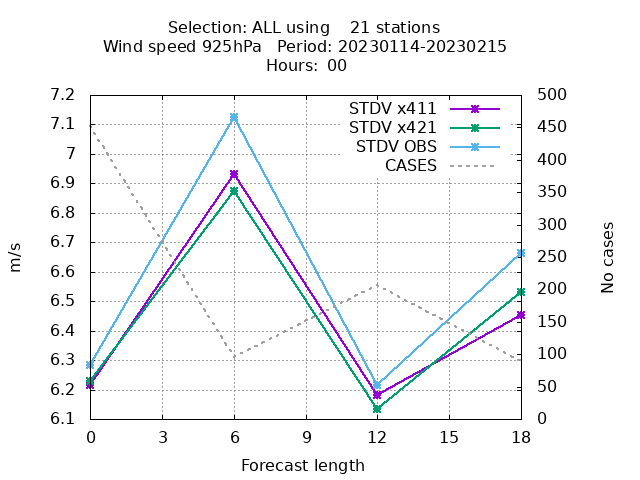 Selection: ALL using    21 stations
Wind speed 925hPa   Period: 20230114-20230215
Hours:  00
STDV x411
STDV x421
STDV OBS
CASES
7.2
7.1
7
6.9
6.8
6.7
6.6
6.5
6.4
6.3
6.2
6.1
m/s
500
450
400
350
300
250
200
150
100
50
0
No cases
0 3 6 9 12 15 18
Forecast length